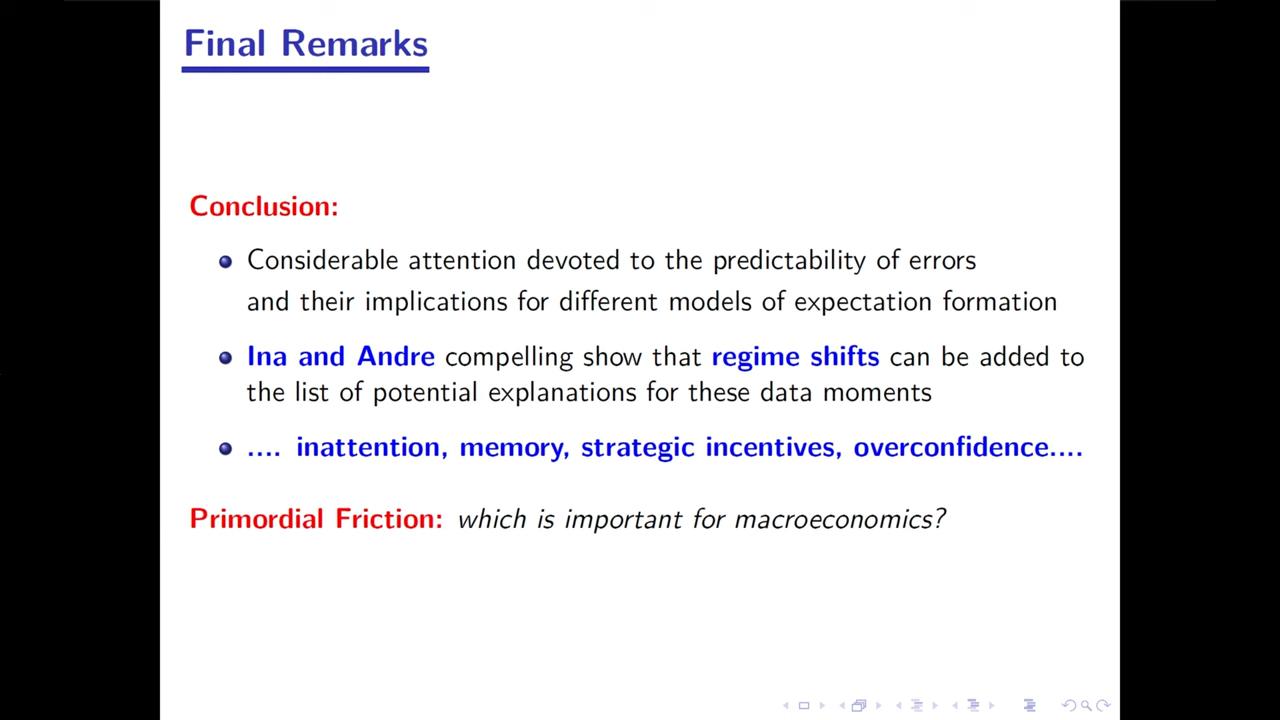 Final Remarks
Conclusion:
Considerable attention devoted to the predictability of errors
and their implications for different models of expectation formation
Ina and Andre compelling show that regime shifts can be added to
the list of potential explanations for these data moments
.... inattention, memory, strategic incentives, overconfidence....
Primordial Friction: which is important for macroeconomics?